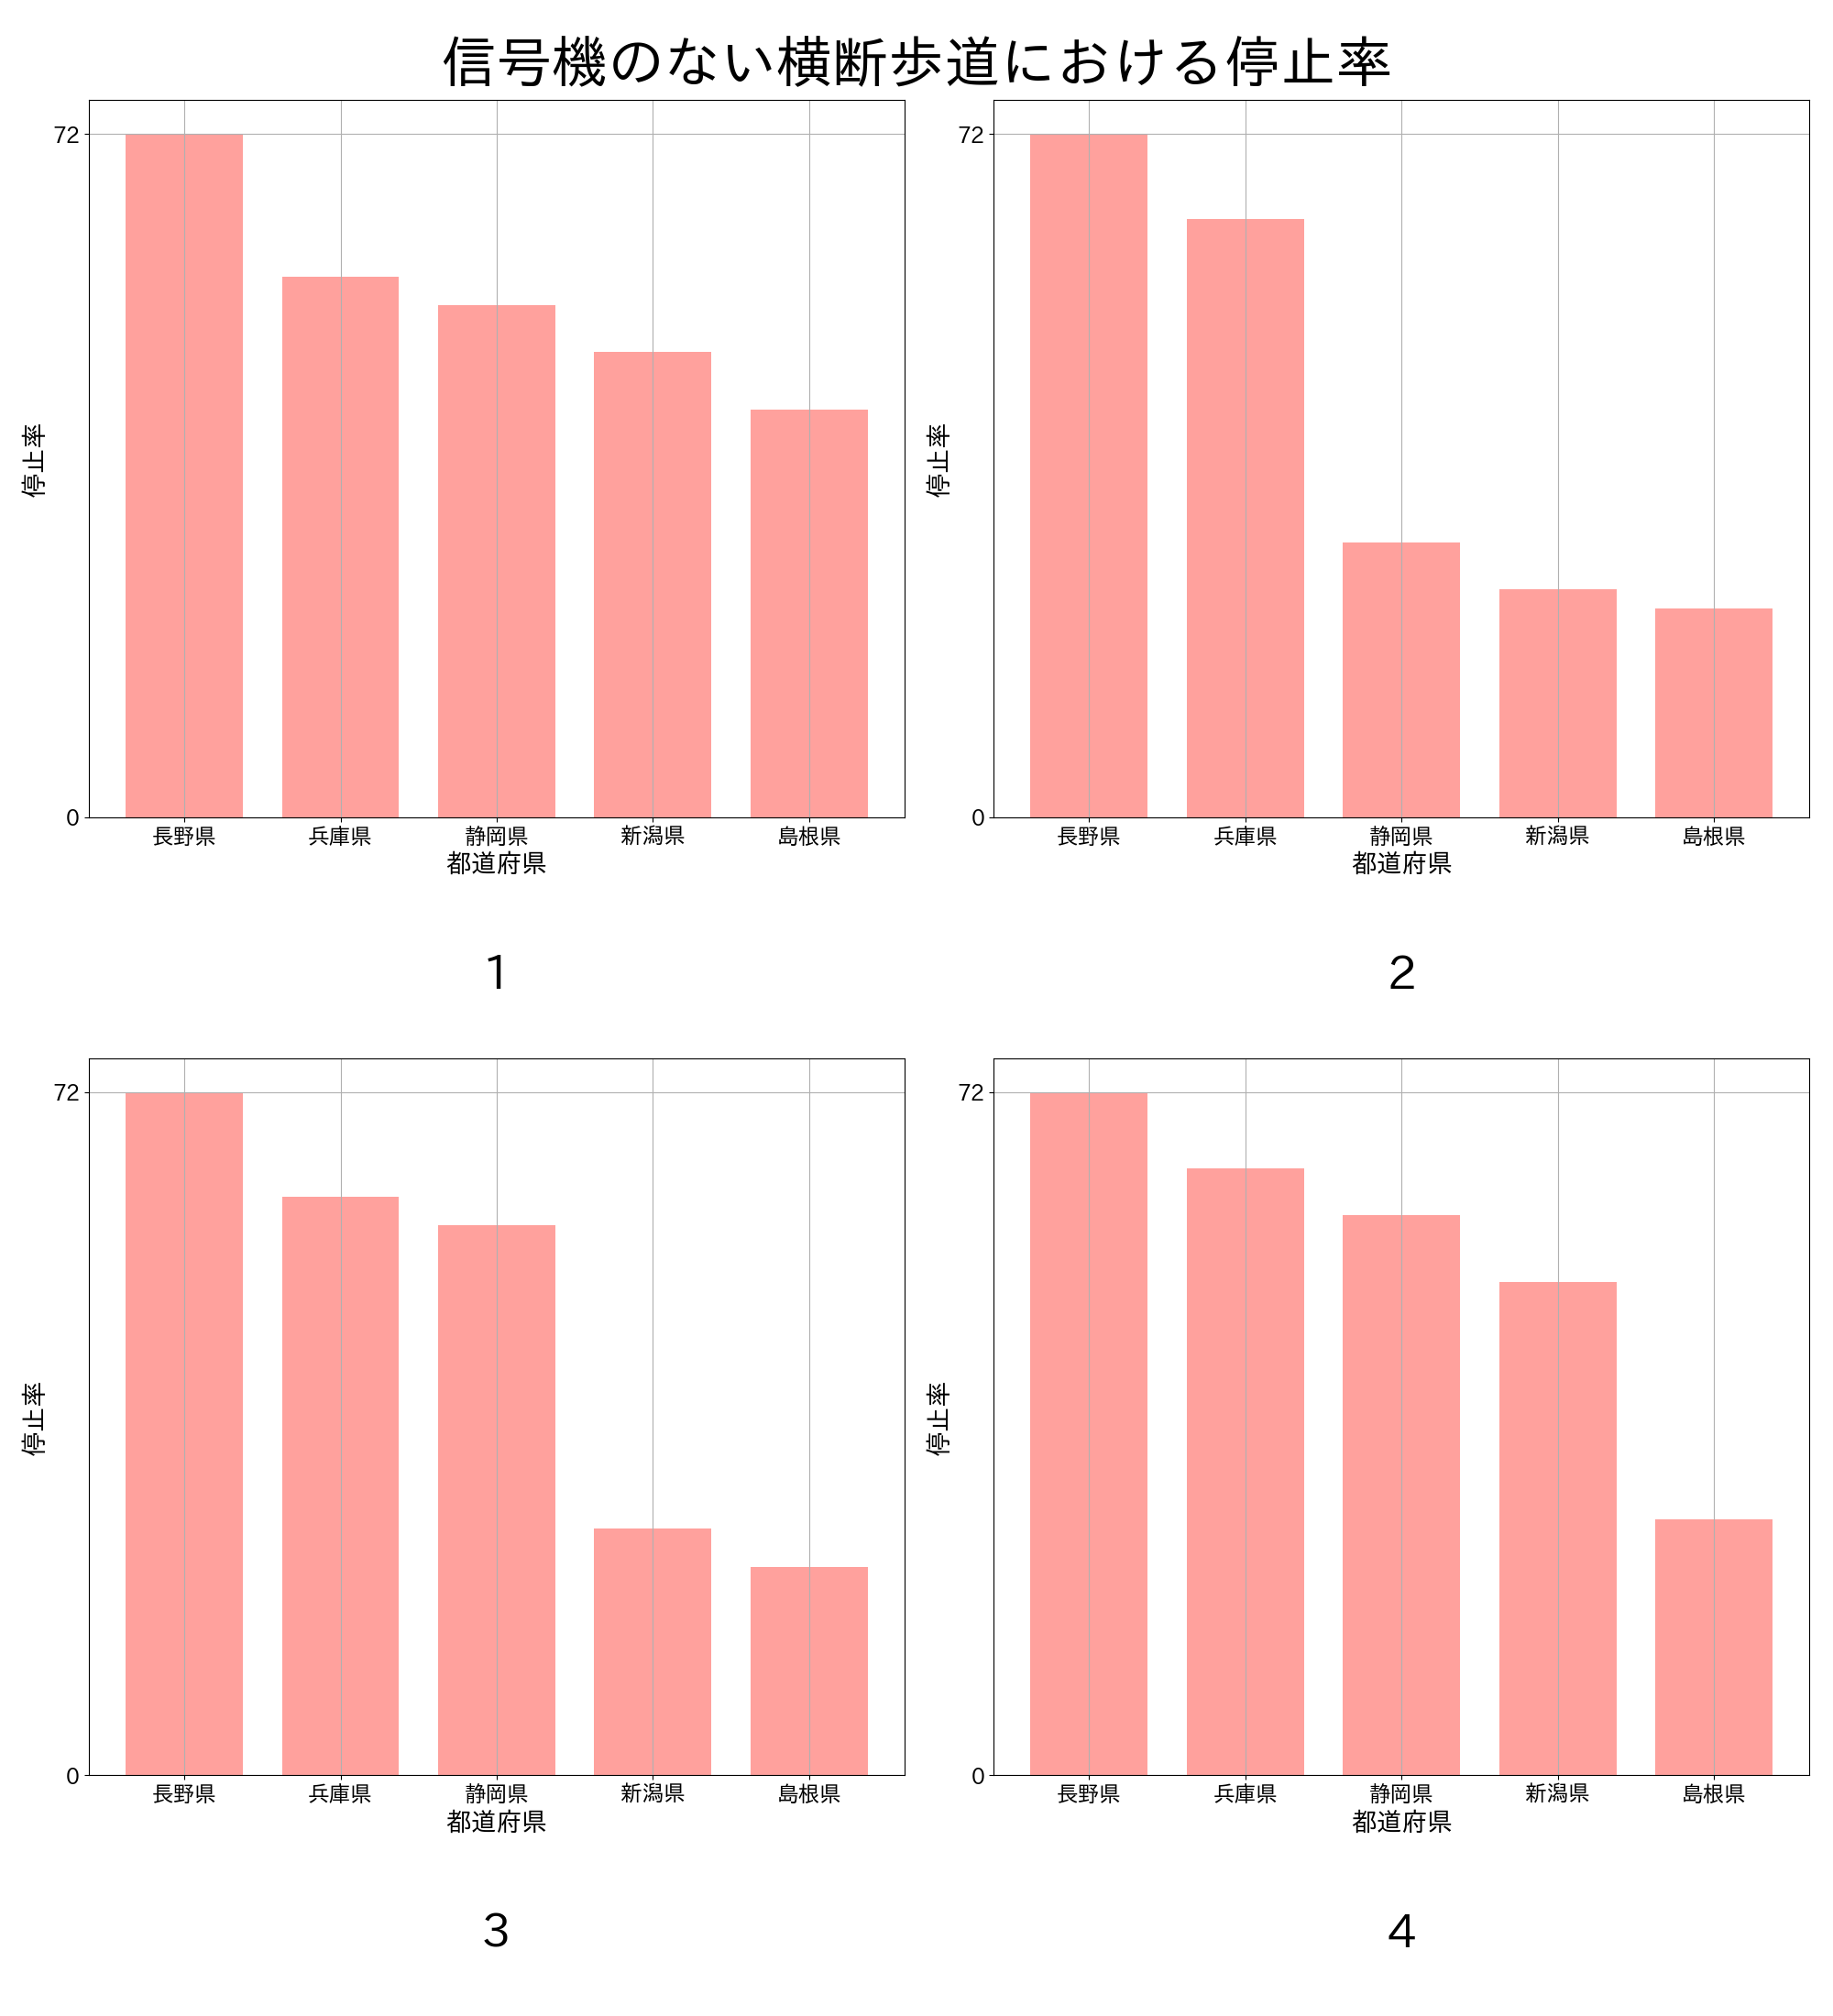 信号機のない横断歩道における停止率
72
0
停止率
長野県 兵庫県 静岡県 新潟県 島根県
都道府県
1
72
0
停止率
長野県 兵庫県 静岡県 新潟県 島根県
都道府県
2
72
0
停止率
長野県 兵庫県 静岡県 新潟県 島根県
都道府県
3
72
0
停止率
長野県 兵庫県 静岡県 新潟県 島根県
都道府県
4